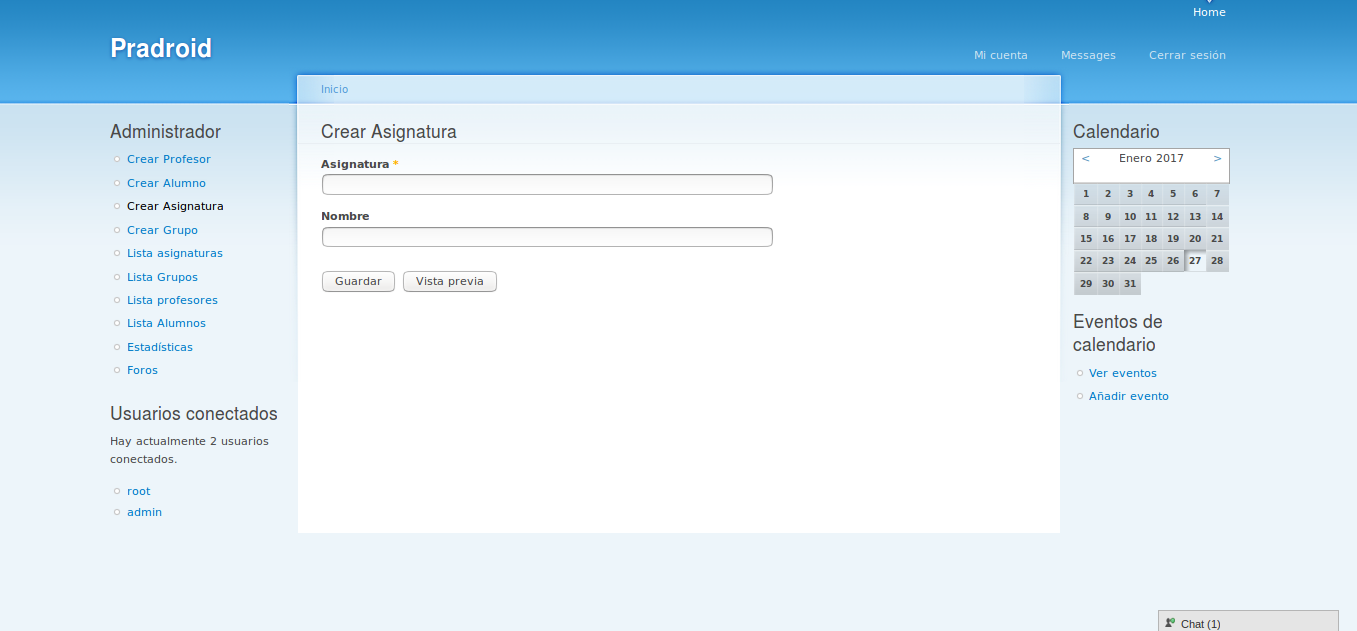 Home
Pradroid
Mi cuenta Messages Cerrar sesión
Inicio
Administrador
Crear Profesor
Crear Alumno
Crear Asignatura
Crear Grupo
Lista asignaturas
Lista Grupos
Lista profesores
Lista Alumnos
Estadísticas
Foros
Usuarios conectados
Hay actualmente 2 usuarios
conectados.
root
admin
Crear Asignatura
Asignatura *
Nombre
Guardar Vista previa
Calendario
< Enero 2017 >
1 2 3 4 5 6 7
8 9 10 11 12 13 14
15 16 17 18 19 20 21
22 23 24 25 26 27 28
29 30 31
Eventos de
calendario
Ver eventos
Añadir evento
Chat (1)